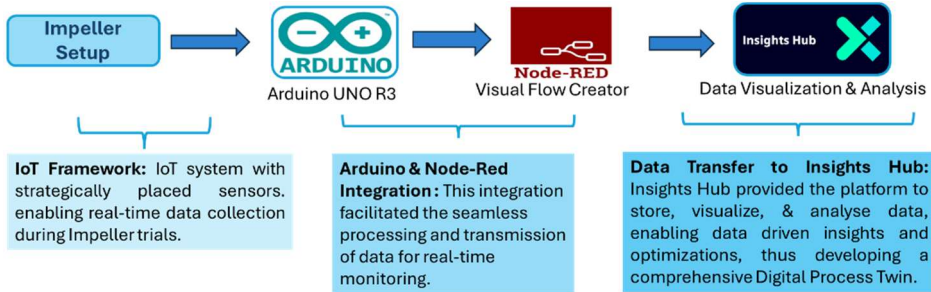 Impeller
Setup
ARDUINO
Arduino UNO R3
Node-RED
Visual Flow Creator
Insights Hub
Data Visualization & Analysis
IoT Framework: IoT system with
strategically placed sensors.
enabling real-time data collection
during Impeller trials.
Arduino & Node-Red
Integration : This integration
facilitated the seamless
processing and transmission
of data for real-time
monitoring.
Data Transfer to Insights Hub:
Insights Hub provided the platform to
store, visualize, & analyse data,
enabling data driven insights and
optimizations, thus developing a
comprehensive Digital Process Twin.